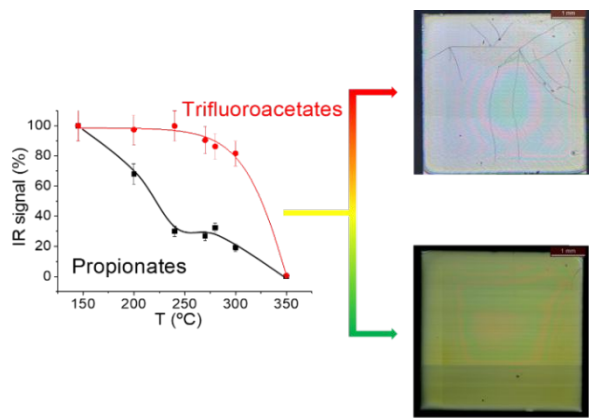 1 mm
Trifluoroacetates
100
80
60
40
20
0
IR signal (%)
Propionates
150
200
250
300
350
T (ºC)
1 mm